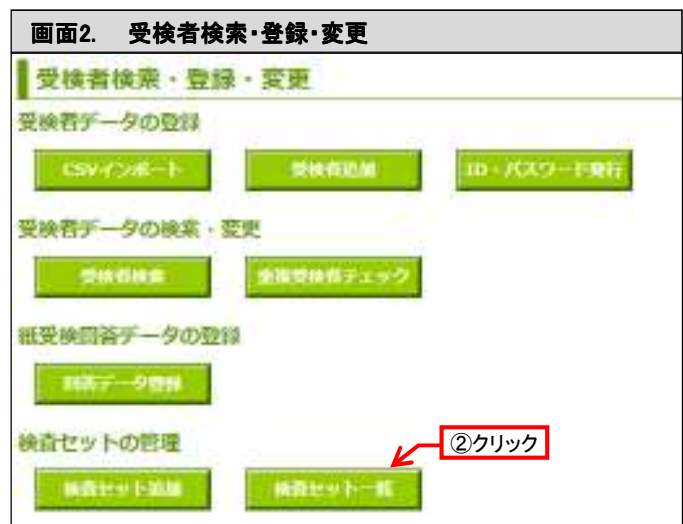 画面2. 受検者検索・登録・変更
受検者検索・登録・変更
受検者データの登録
CSVインポート 受検者追加 ID・パスワード発行
受検者データの検索・変更
受検者検索 重複受検者チェック
紙受検回答データの登録
回答データ登録
検査セットの管理
②クリック
検査セット追加 検査セット一覧